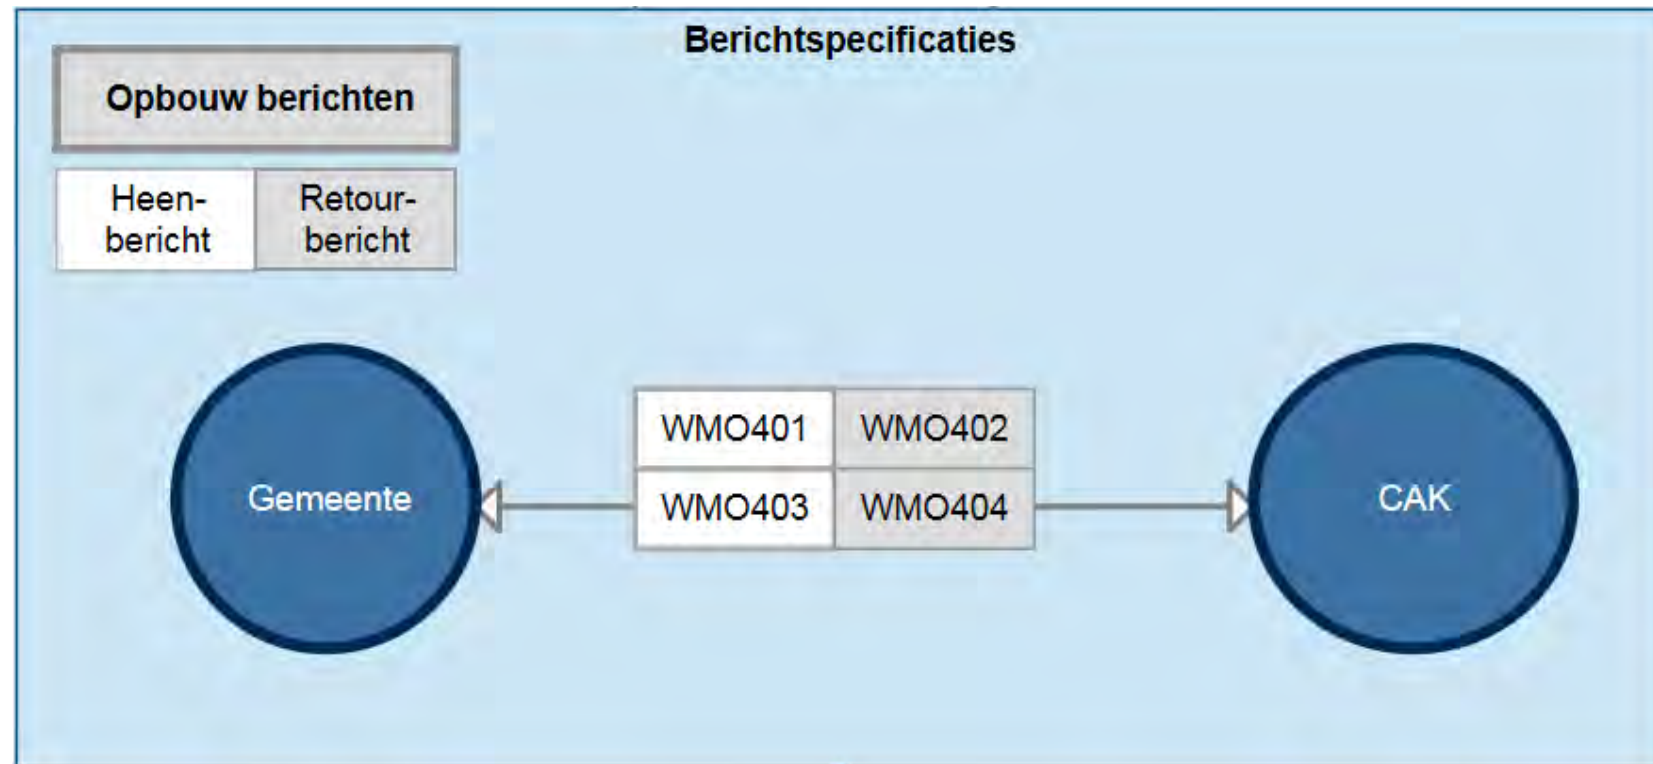 Berichtspecificaties
Opbouw berichten
Heen-
bericht
Retour-
bericht
WMO401
WMO402
Gemeente
WMO403
WMO404
CAK